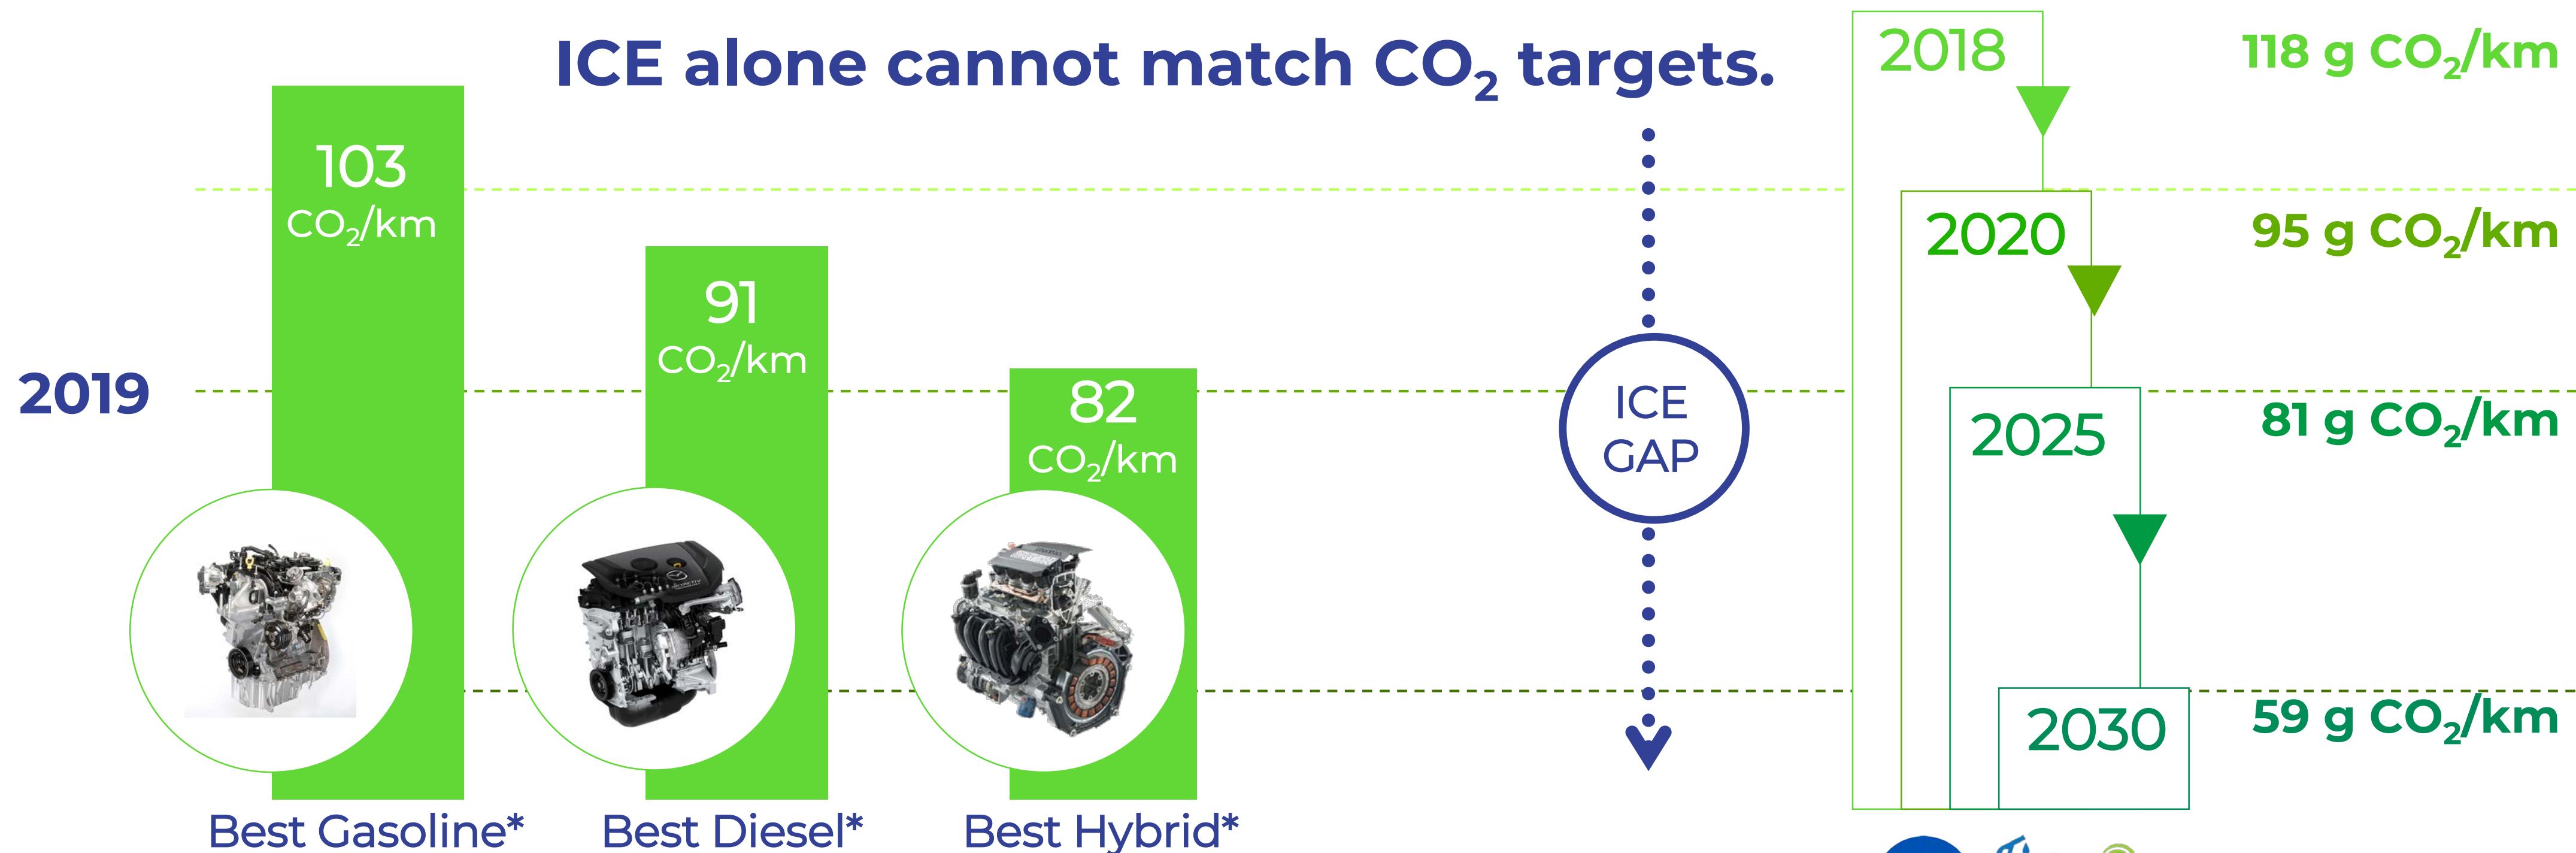 ICE alone cannot match CO₂ targets.
2019
103
CO₂/km
Best Gasoline*
91
CO₂/km
Best Diesel*
82
CO₂/km
Best Hybrid*
ICE
GAP
2018
118 g CO₂/km
2020
95 g CO₂/km
2025
81 g CO₂/km
2030
59 g CO₂/km